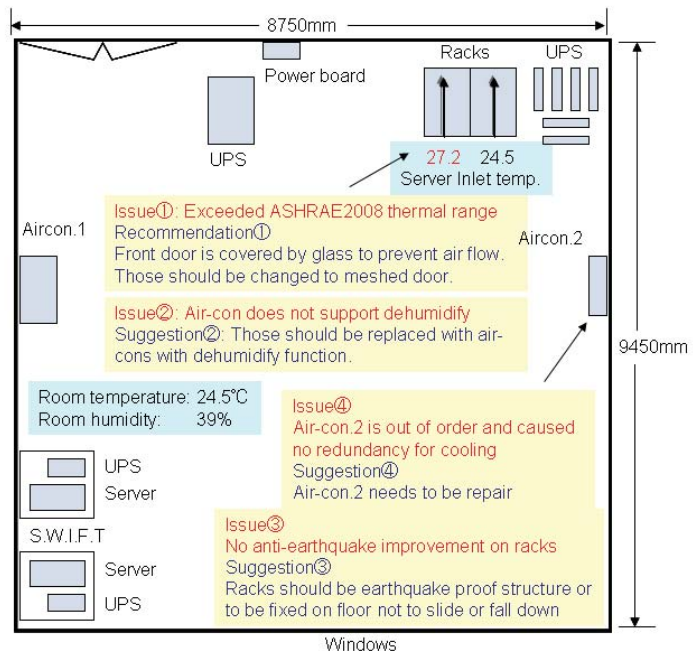 8750mm
Power board
Racks
UPS
UPS
27.2 24.5
Server Inlet temp.
Issue①: Exceeded ASHRAE2008 thermal range
Recommendation①
Front door is covered by glass to prevent air flow.
Those should be changed to meshed door.
Aircon.1
Aircon.2
Issue②: Air-con does not support dehumidify
Suggestion②: Those should be replaced with air-
cons with dehumidify function.
9450mm
Room temperature: 24.5℃
Room humidity: 39%
Issue④
Air-con.2 is out of order and caused
no redundancy for cooling
Suggestion④
Air-con.2 needs to be repair
UPS
Server
S.W.I.F.T
Server
UPS
Issue③
No anti-earthquake improvement on racks
Suggestion③
Racks should be earthquake proof structure or
to be fixed on floor not to slide or fall down
Windows